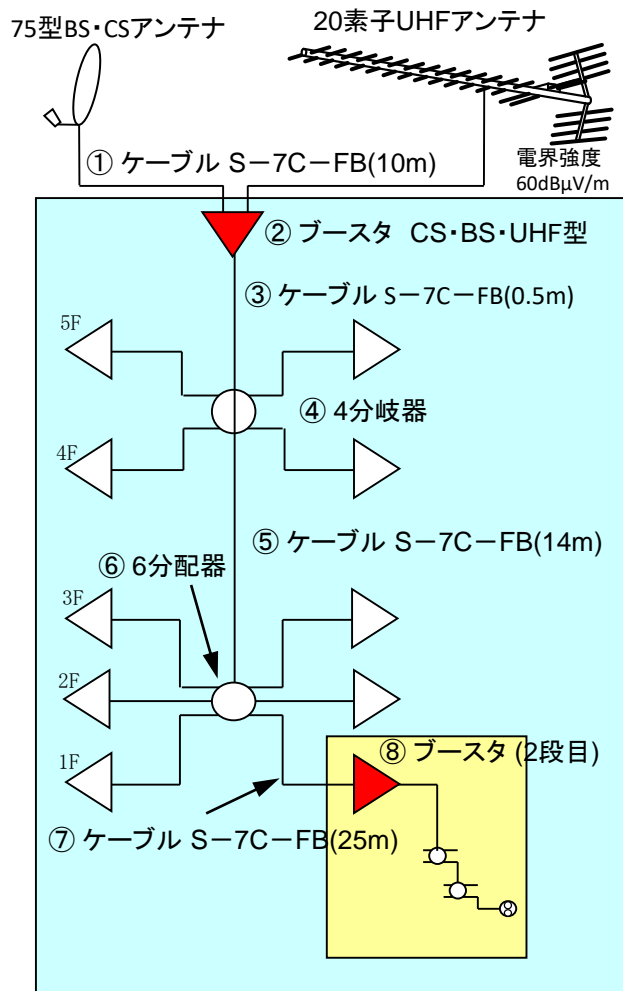 75型BS・CSアンテナ
20素子UHFアンテナ
① ケーブル S－7C－FB(10m)
電界強度
60dBμV/m
② ブースタ CS・BS・UHF型
③ ケーブル S－7C－FB(0.5m)
5F
④ 4分岐器
4F
⑤ ケーブル S－7C－FB(14m)
⑥ 6分配器
3F
2F
1F
⑧ ブースタ (2段目)
⑦ ケーブル S－7C－FB(25m)